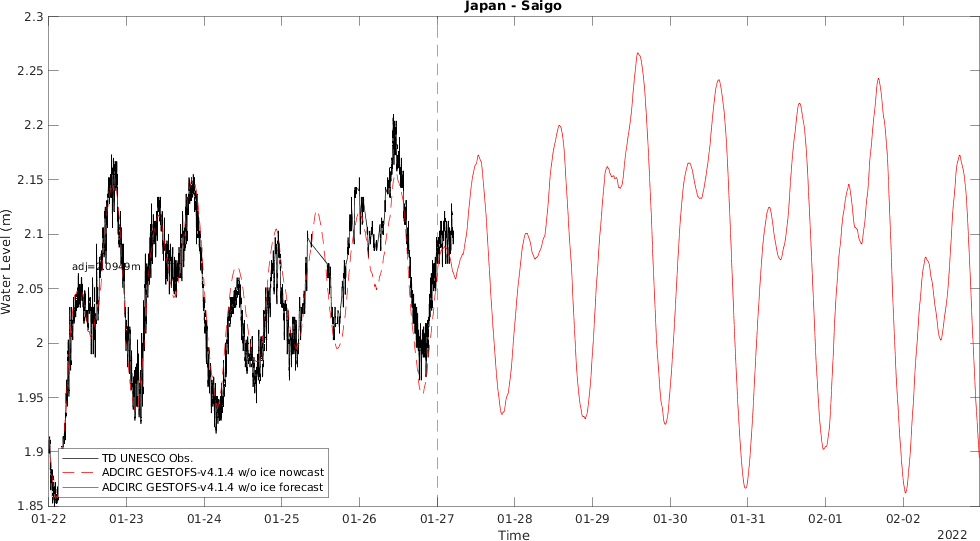 Japan - Saigo
2.3
2.25
2.2
2.15
2.1
2.05
2
1.95
1.9
1.85
Water Level (m)
TD UNESCO Obs.
ADCIRC GESTOFS-v4.1.4 w/o ice nowcast
ADCIRC GESTOFS-v4.1.4 w/o ice forecast
01-22 01-23 01-24 01-25 01-26 01-27 01-28 01-29 01-30 01-31 02-01 02-02
Time
2022